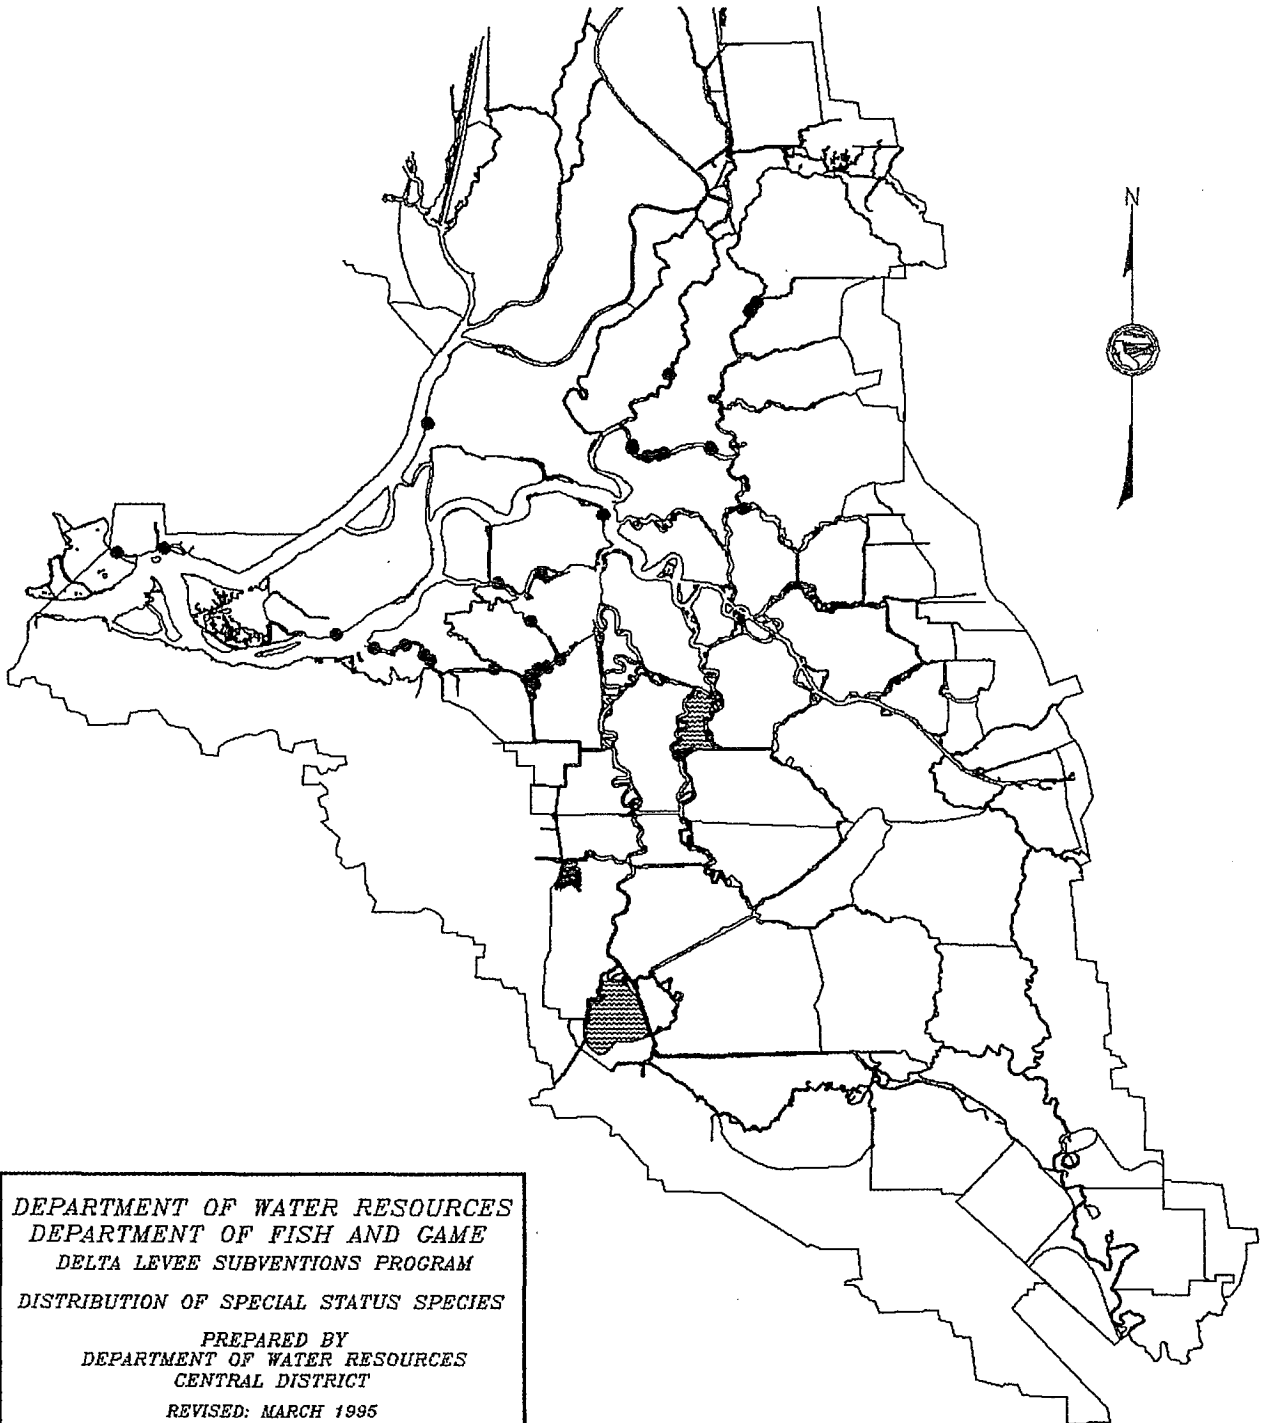 N
DEPARTMENT OF WATER RESOURCES
DEPARTMENT OF FISH AND GAME
DELTA LEVEE SUBVENTIONS PROGRAM
DISTRIBUTION OF SPECIAL STATUS SPECIES
PREPARED BY
DEPARTMENT OF WATER RESOURCES
CENTRAL DISTRICT
REVISED: MARCH 1995